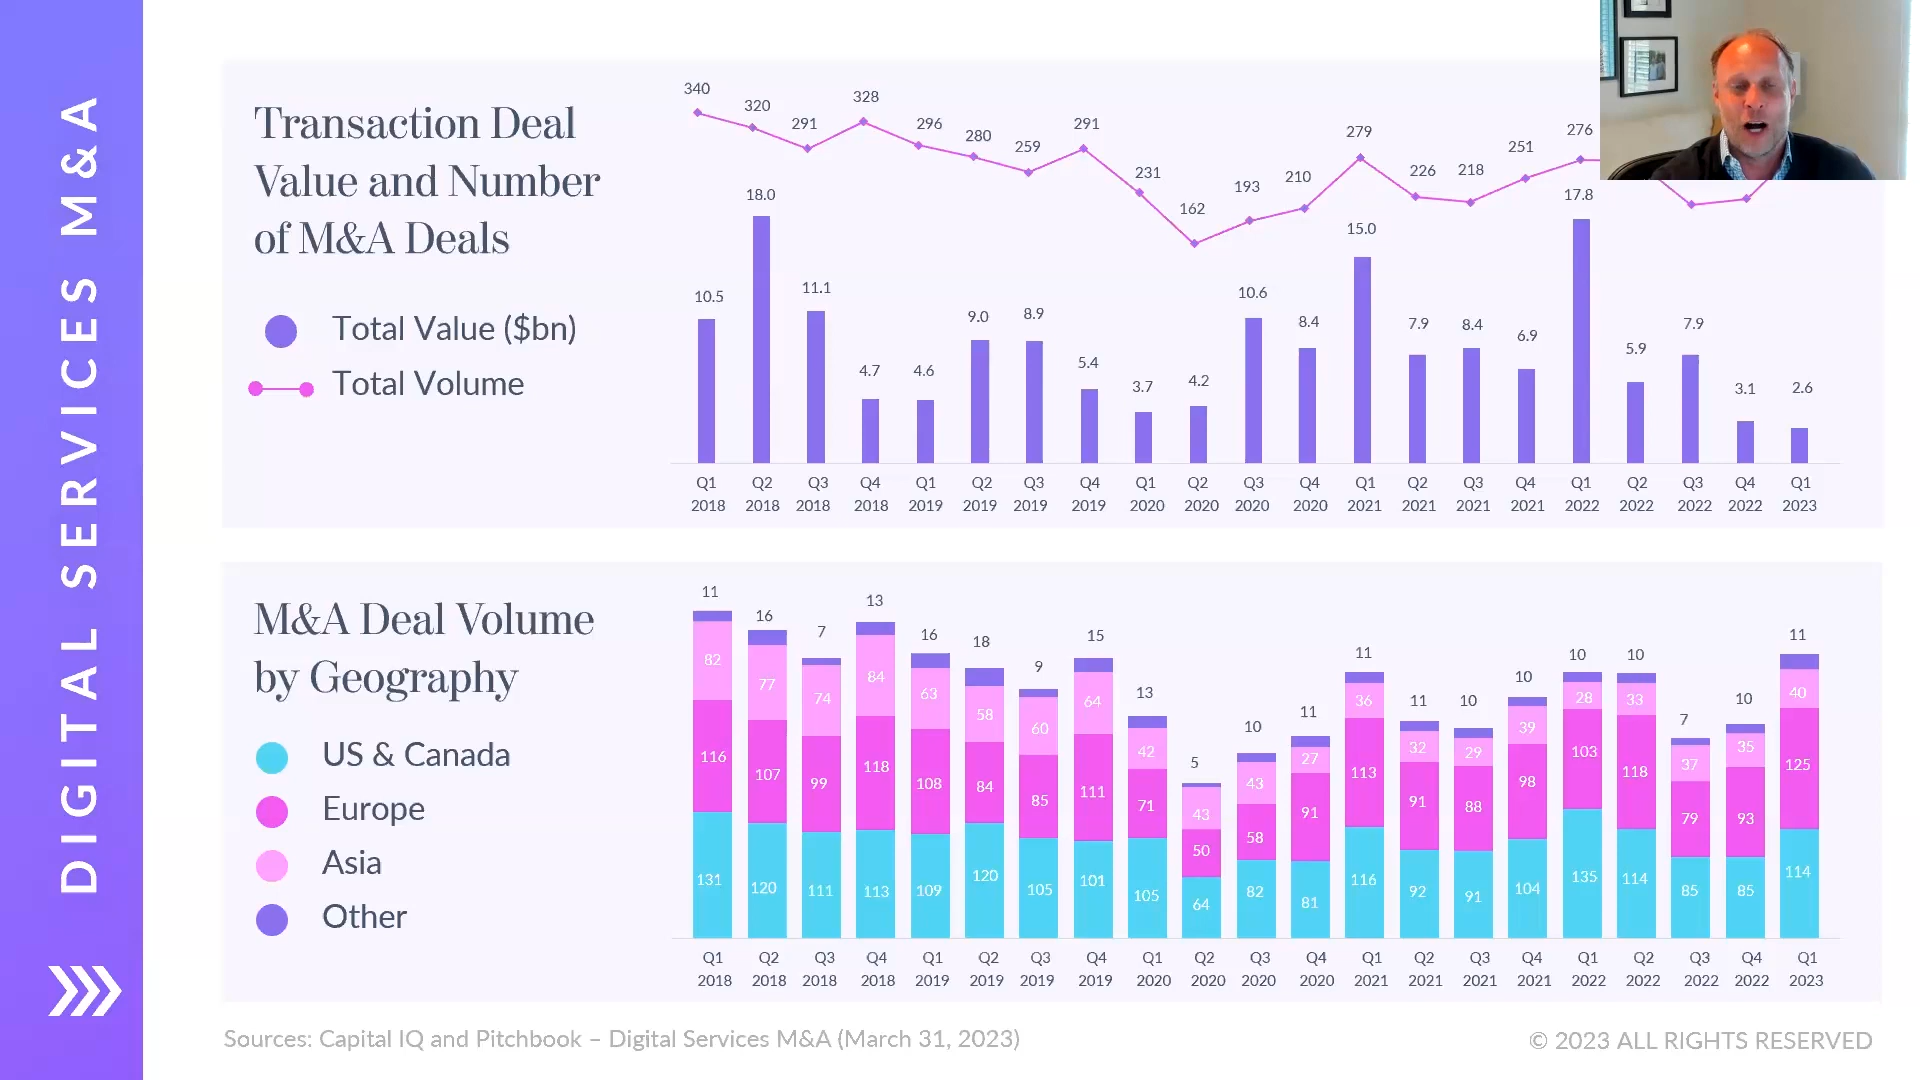 DIGITAL SERVICES M&A
Transaction Deal
Value and Number
of M&A Deals
Total Value ($bn)
Total Volume
340 320 291 328 296 280 259 291 231 162 193 210 279 226 218 251 276
10.5 18.0 11.1 4.7 4.6 9.0 8.9 5.4 3.7 4.2 10.6 8.4 15.0 7.9 8.4 6.9 17.8 5.9 7.9 3.1 2.6
Q1 Q2 Q3 Q4 Q1 Q2 Q3 Q4 Q1 Q2 Q3 Q4 Q1 Q2 Q3 Q4 Q1 Q2 Q3 Q4 Q1
2018 2018 2018 2018 2019 2019 2019 2019 2020 2020 2020 2020 2021 2021 2021 2021 2022 2022 2022 2022 2023
M&A Deal Volume
by Geography
US & Canada
Europe
Asia
Other
11 16 7 13 16 18 9 15 13 5 10 11 11 11 10 10 10 10 7 10 11
82 77 74 84 63 58 60 64 42 43 43 27 36 32 29 39 28 33 37 35 40
116 107 99 118 108 84 85 111 71 50 58 91 113 91 88 98 103 118 79 93 125
131 120 111 113 109 120 105 101 105 64 82 81 116 92 91 104 135 114 85 85 114
Q1 Q2 Q3 Q4 Q1 Q2 Q3 Q4 Q1 Q2 Q3 Q4 Q1 Q2 Q3 Q4 Q1 Q2 Q3 Q4 Q1
2018 2018 2018 2018 2019 2019 2019 2019 2020 2020 2020 2020 2021 2021 2021 2021 2022 2022 2022 2022 2023
Sources: Capital IQ and Pitchbook – Digital Services M&A (March 31, 2023)
© 2023 ALL RIGHTS RESERVED